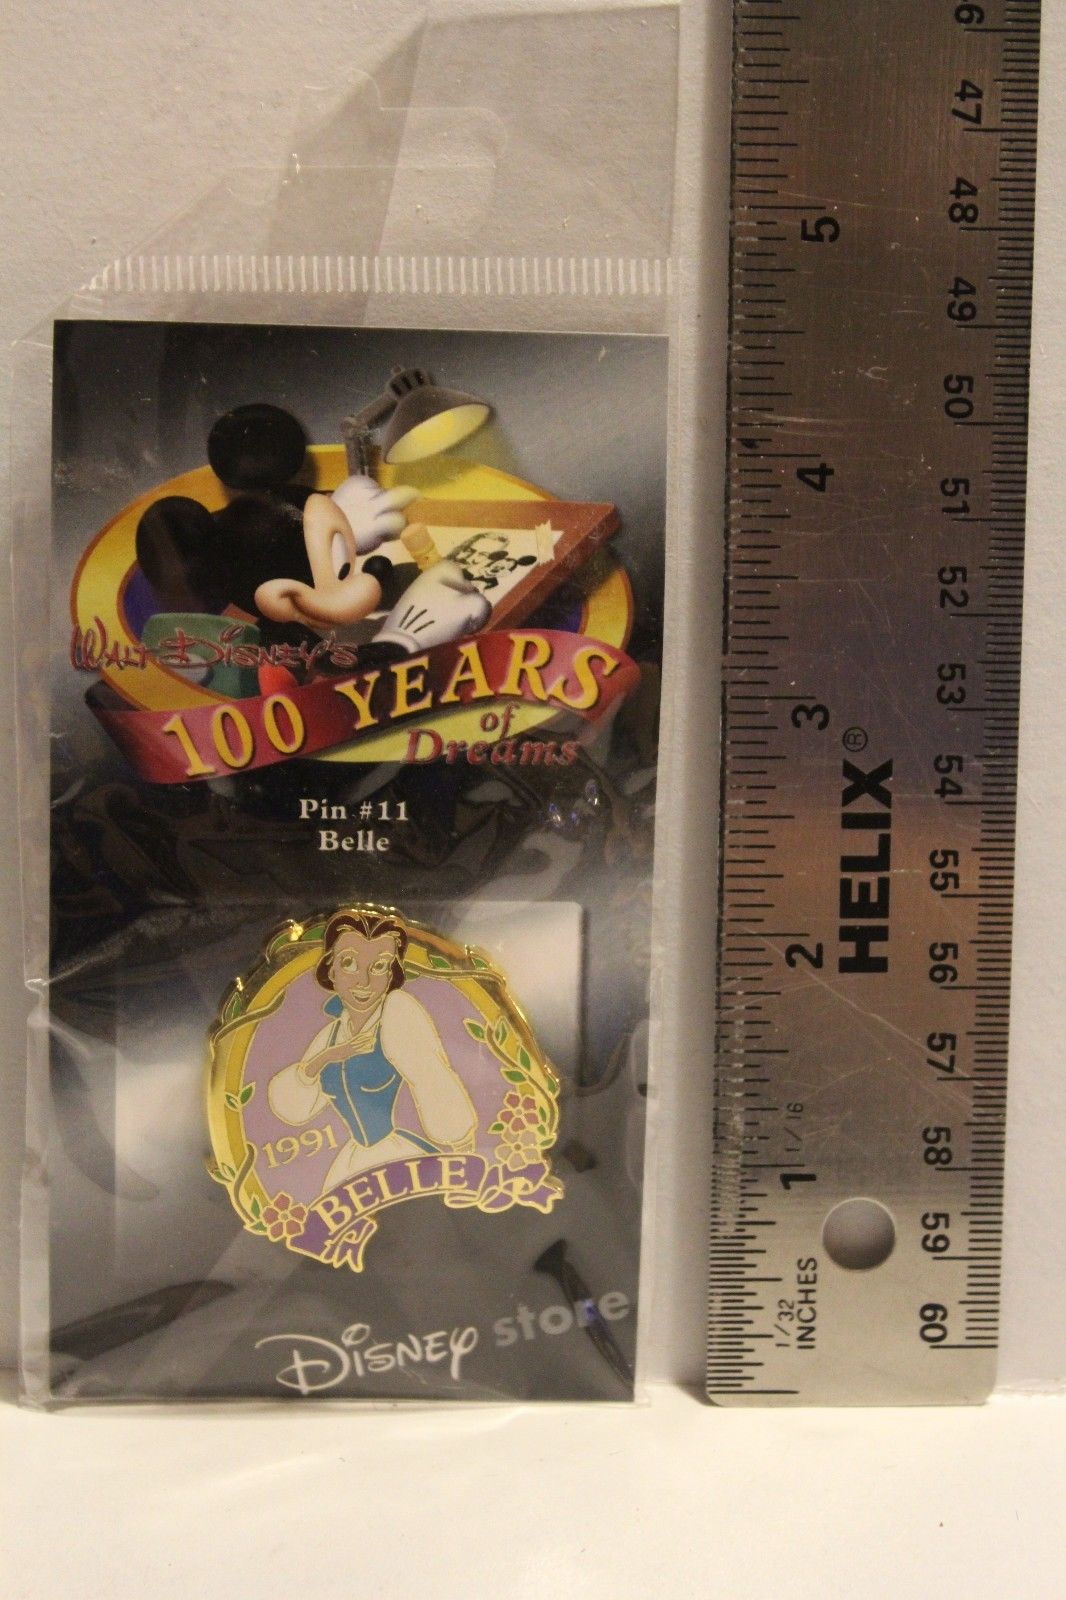 WALT DISNEY'S
100 YEARS
of
Dreams
Pin #11
Belle
1991
BELLE
DISNEY store
6
47
48
49
50
51
52
53
54
55
56
57
58
59
60
5
4
3
2
1
HELIX®
1/16
1/32
INCHES